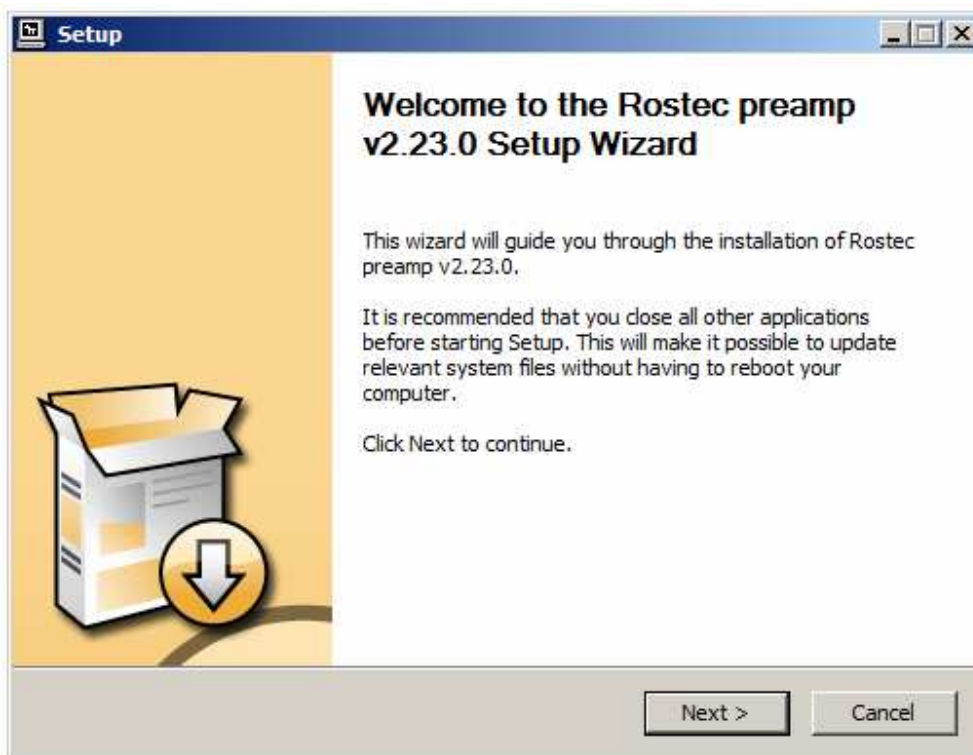 Setup
Welcome to the Rostec preamp
v2.23.0 Setup Wizard
This wizard will guide you through the installation of Rostec
preamp v2.23.0.
It is recommended that you close all other applications
before starting Setup. This will make it possible to update
relevant system files without having to reboot your
computer.
Click Next to continue.
Next >
Cancel